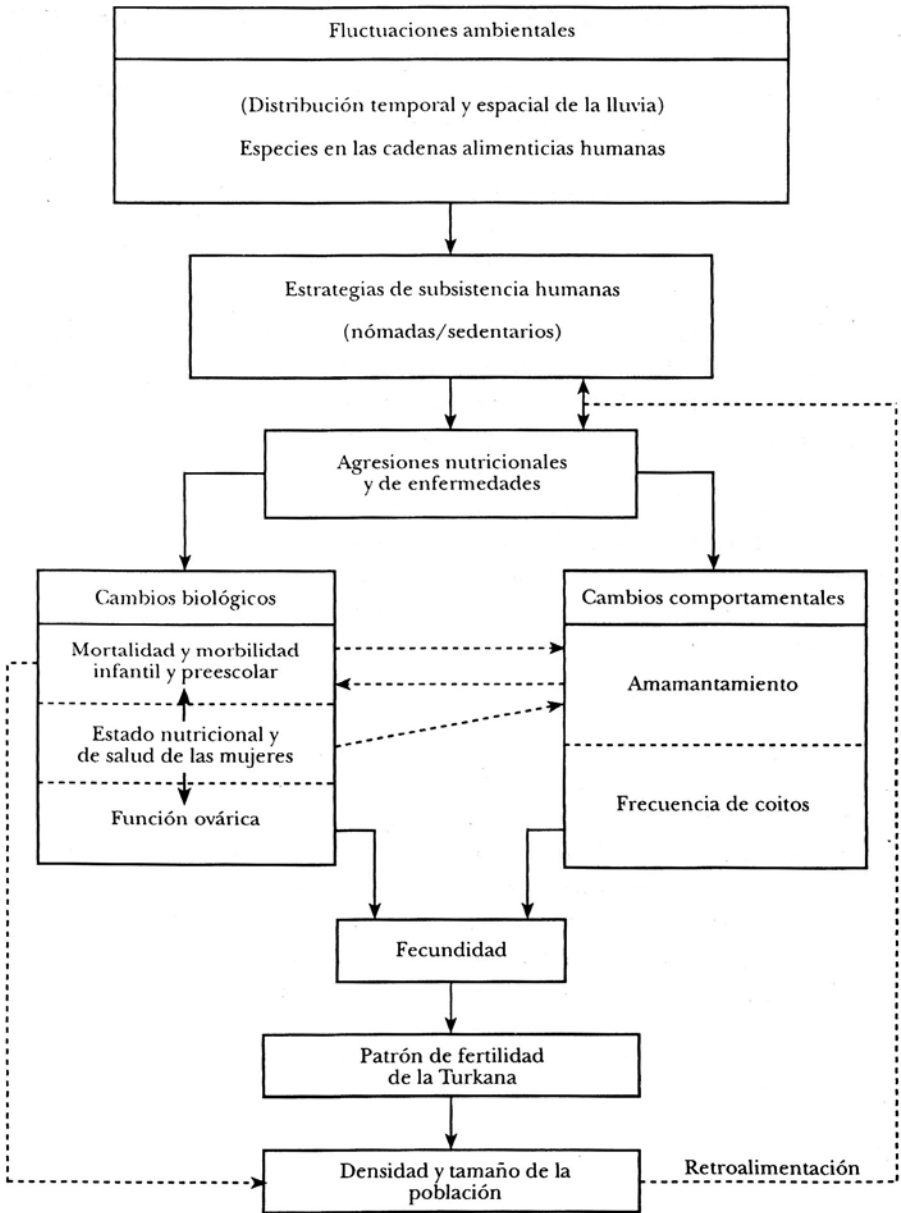 Fluctuaciones ambientales
(Distribución temporal y espacial de la lluvia)
Especies en las cadenas alimenticias humanas
Estrategias de subsistencia humanas
(nómadas/sedentarios)
Agresiones nutricionales
y de enfermedades
Cambios biológicos
Mortalidad y morbilidad
infantil y preescolar
Estado nutricional y
de salud de las mujeres
Función ovárica
Cambios comportamentales
Amamantamiento
Frecuencia de coitos
Fecundidad
Patrón de fertilidad
de la Turkana
Densidad y tamaño de la
población
Retroalimentación